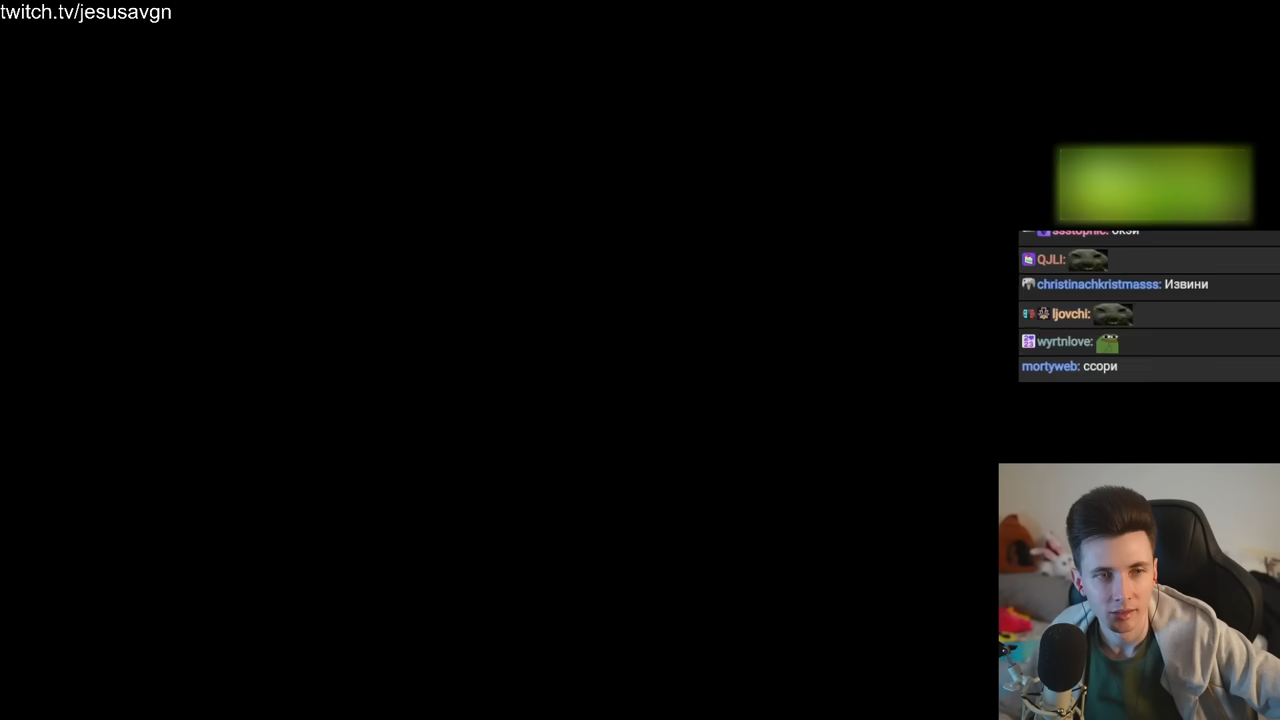 twitch.tv/jesusavgn
QJLI:
christinachkristmasss: Извини
ljovchi:
wyrtnlove:
mortyweb: ссори